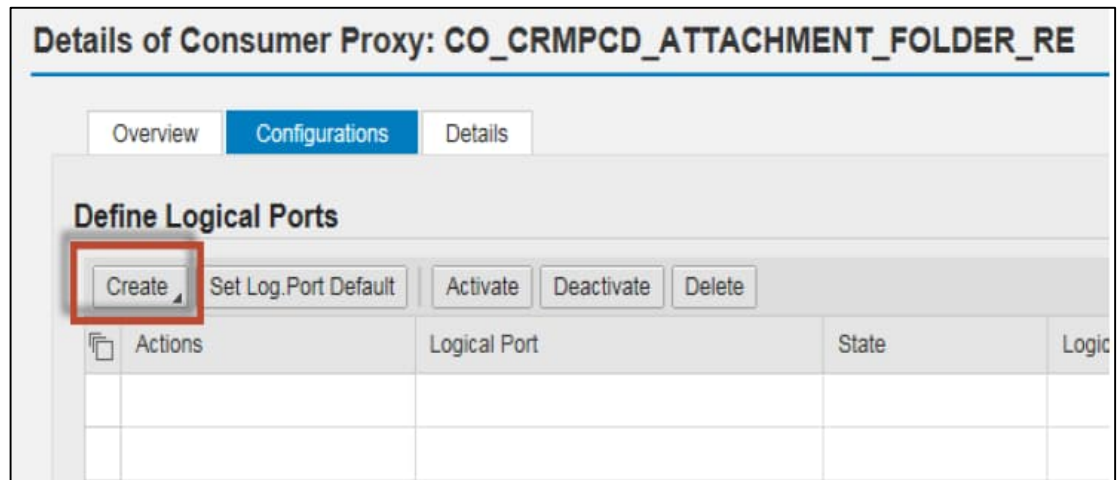 Details of Consumer Proxy: CO_CRMPCD_ATTACHMENT_FOLDER_RE
Overview Configurations Details
Define Logical Ports
Create Set Log.Port Default Activate Deactivate Delete
Actions Logical Port State Logic